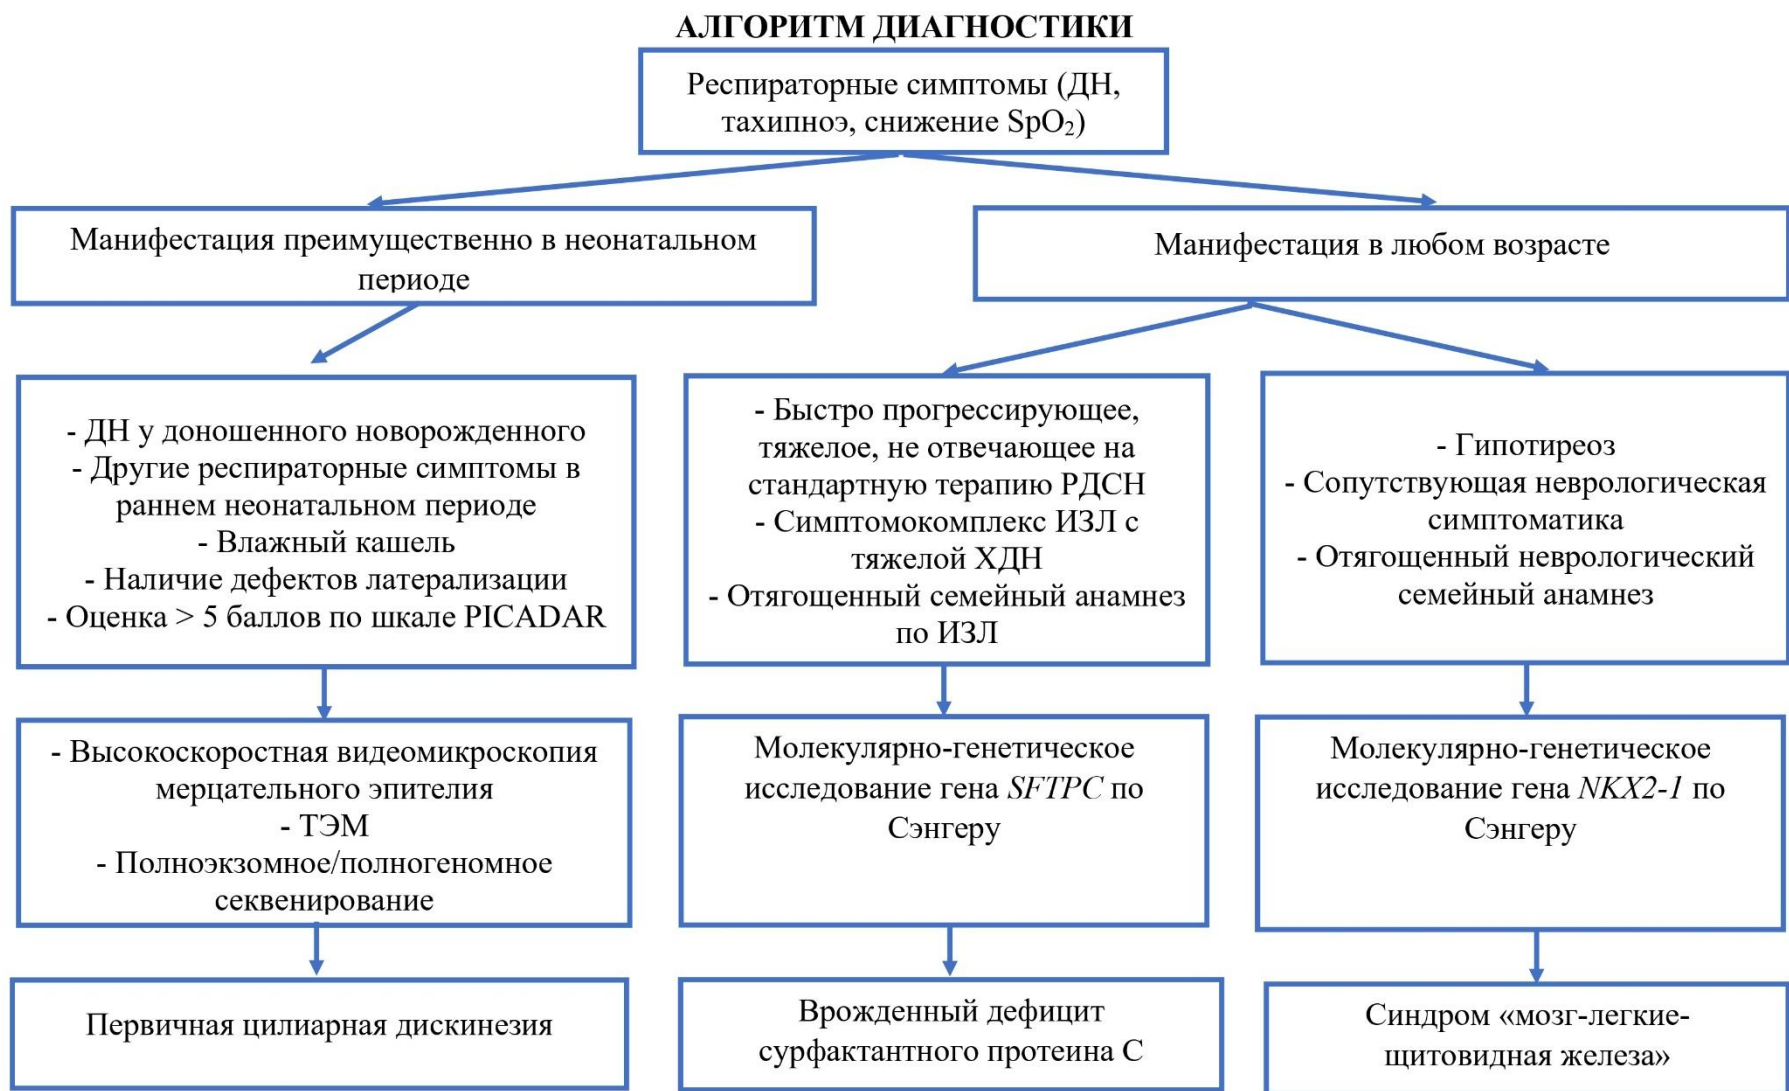 АЛГОРИТМ ДИАГНОСТИКИ
Респираторные симптомы (ДН,
тахипноэ, снижение SpO₂)
Манифестация преимущественно в неонатальном
периоде
Манифестация в любом возрасте
- ДН у доношенного новорожденного
- Другие респираторные симптомы в
раннем неонатальном периоде
- Влажный кашель
- Наличие дефектов латерализации
- Оценка > 5 баллов по шкале PICADAR
- Быстро прогрессирующее,
тяжелое, не отвечающее на
стандартную терапию РДСН
- Симптомокомплекс ИЗЛ с
тяжелой ХДН
- Отягощенный семейный анамнез
по ИЗЛ
- Гипотиреоз
- Сопутствующая неврологическая
симптоматика
- Отягощенный неврологический
семейный анамнез
- Высокоскоростная видеомикроскопия
мерцательного эпителия
- ТЭМ
- Полноэкзомное/полногеномное
секвенирование
Молекулярно-генетическое
исследование гена SFTPC по
Сэнгеру
Молекулярно-генетическое
исследование гена NKX2-1 по
Сэнгеру
Первичная цилиарная дискинезия
Врожденный дефицит
сурфактантного протеина С
Синдром «мозг-легкие-
щитовидная железа»